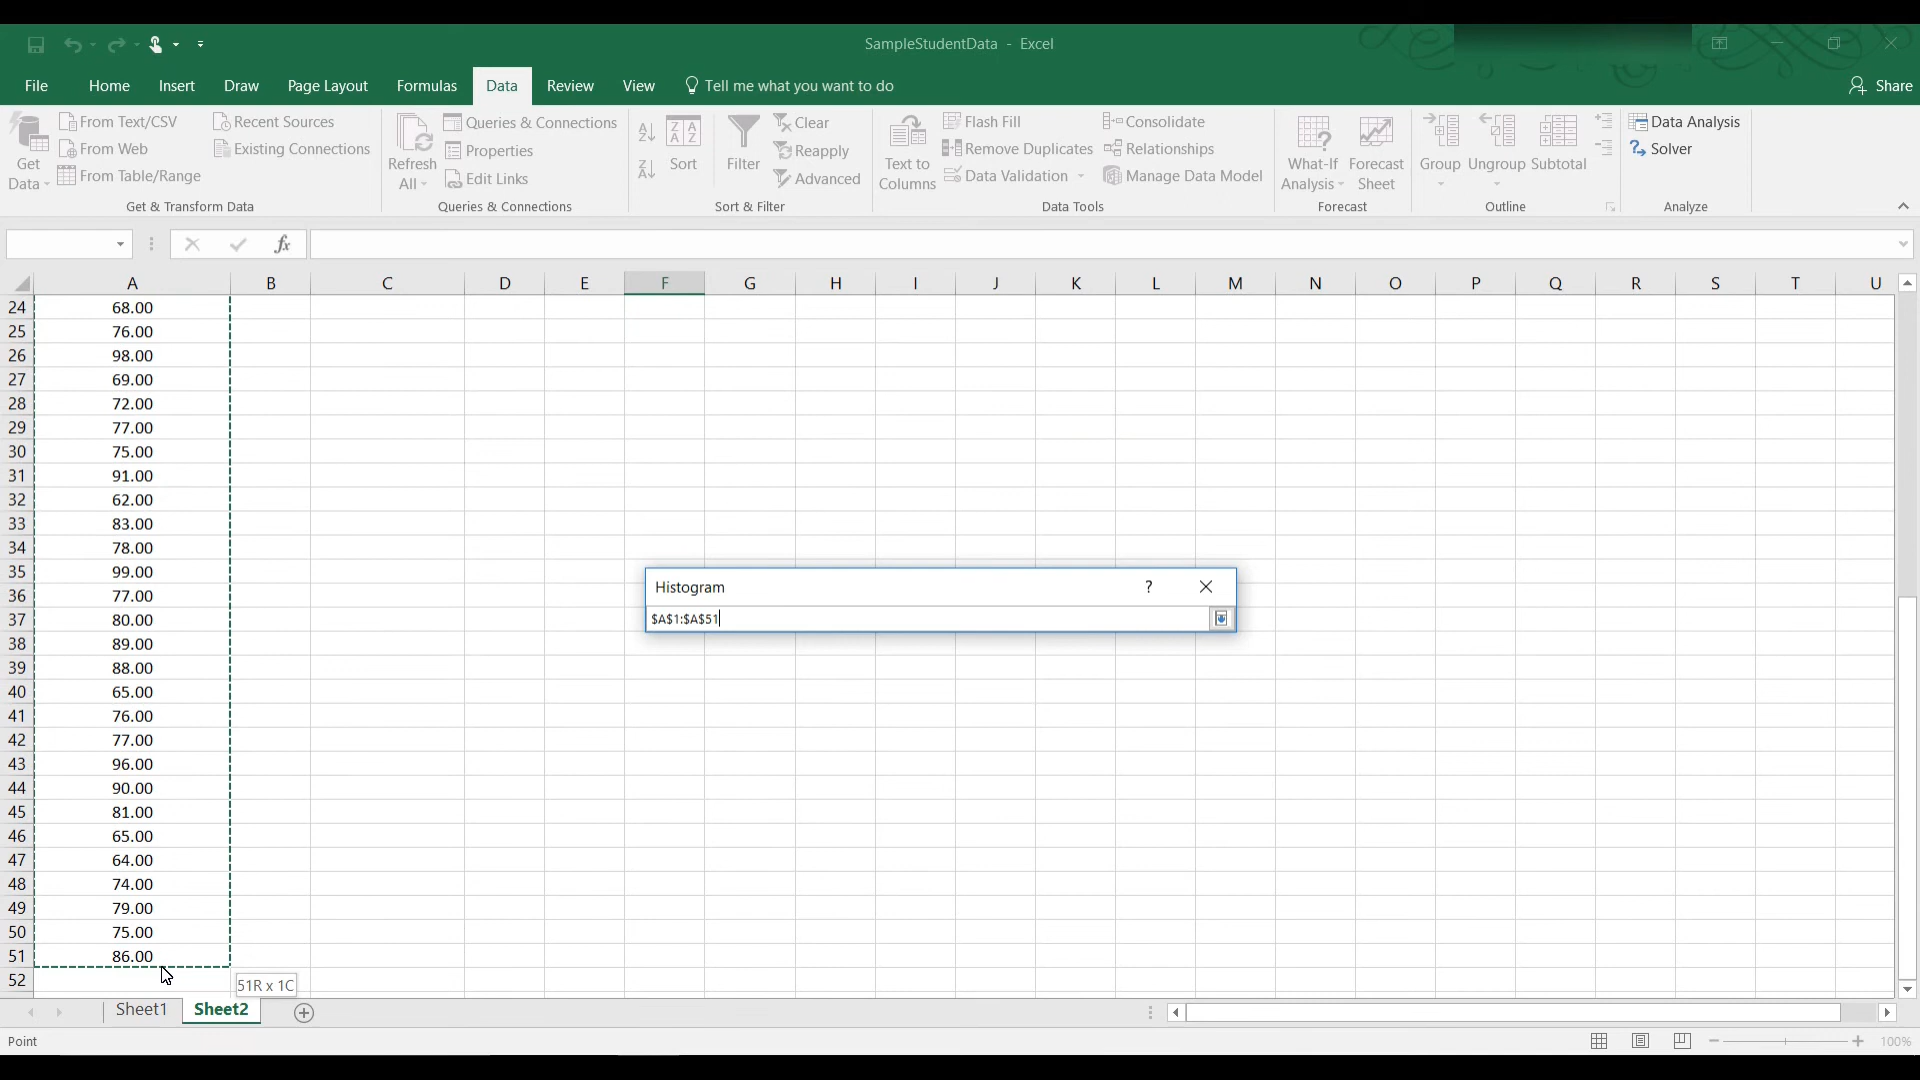 SampleStudentData - Excel
File Home Insert Draw Page Layout Formulas Data Review View Tell me what you want to do Share
Get Data
From Text/CSV
From Web
From Table/Range
Recent Sources
Existing Connections
Get & Transform Data
Refresh All
Queries & Connections
Properties
Edit Links
Queries & Connections
Sort
Filter
Clear
Reapply
Advanced
Sort & Filter
Text to Columns
Flash Fill
Remove Duplicates
Data Validation
Consolidate
Relationships
Manage Data Model
Data Tools
What-If Analysis
Forecast Sheet
Forecast
Group
Ungroup
Subtotal
Outline
Data Analysis
Solver
Analyze
fx
A B C D E F G H I J K L M N O P Q R S T U
24 68.00
25 76.00
26 98.00
27 69.00
28 72.00
29 77.00
30 75.00
31 91.00
32 62.00
33 83.00
34 78.00
35 99.00
36 77.00
37 80.00
38 89.00
39 88.00
40 65.00
41 76.00
42 77.00
43 96.00
44 90.00
45 81.00
46 65.00
47 64.00
48 74.00
49 79.00
50 75.00
51 86.00
52
Histogram ?
$A$1:$A$51
51R x 1C
Sheet1 Sheet2
Point
100%